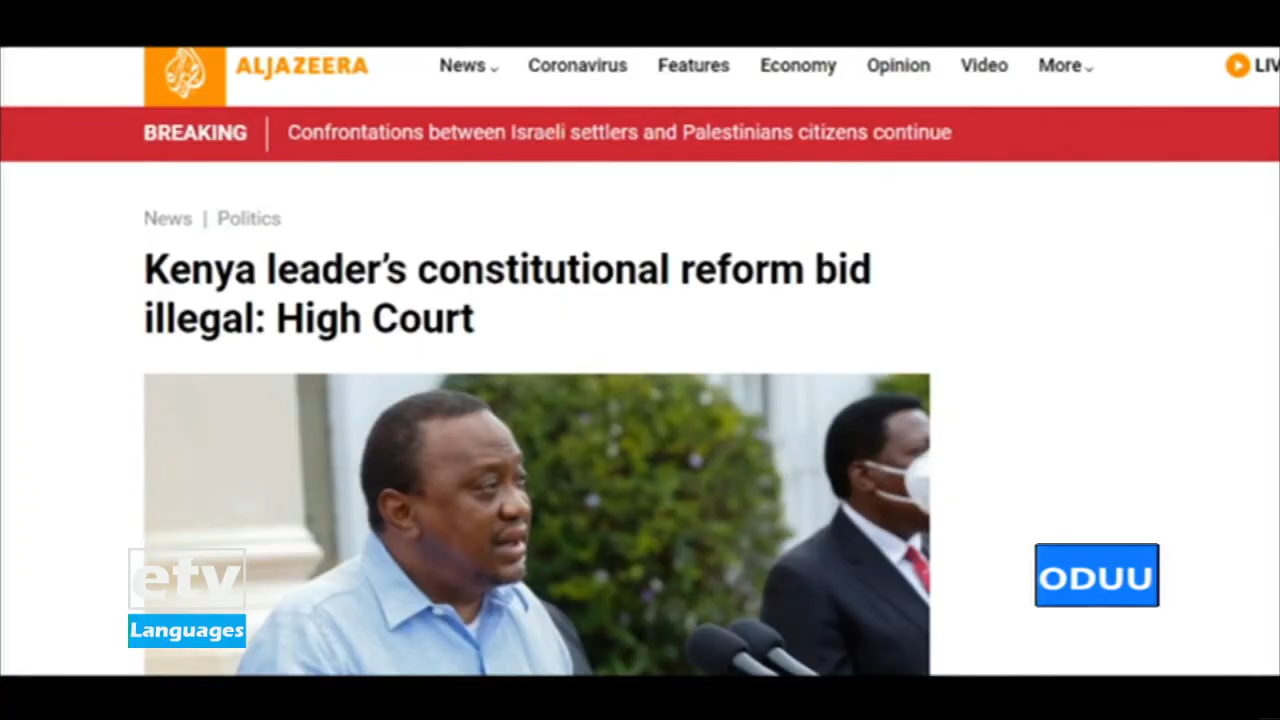 ALJAZEERA
News Coronavirus Features Economy Opinion Video More
BREAKING Confrontations between Israeli settlers and Palestinians citizens continue
News | Politics
Kenya leader's constitutional reform bid
illegal: High Court
etv
Languages
ODUU